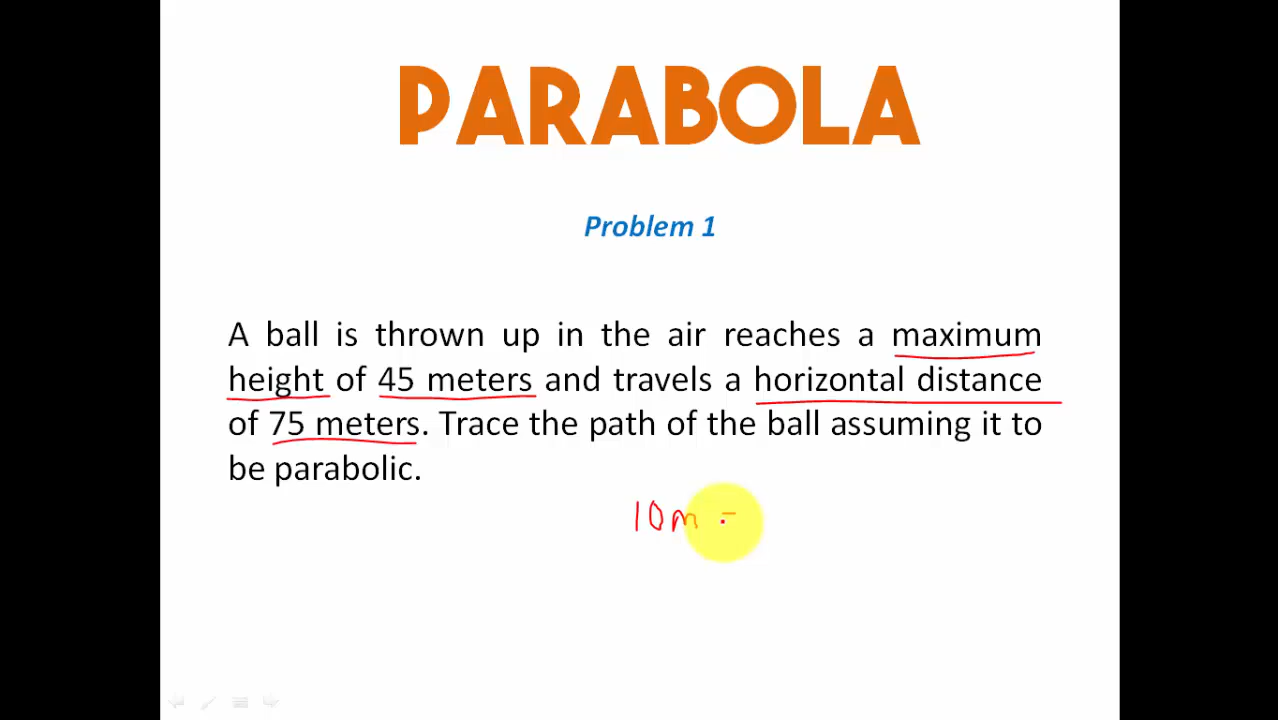 PARABOLA
Problem 1
A ball is thrown up in the air reaches a maximum
height of 45 meters and travels a horizontal distance
of 75 meters. Trace the path of the ball assuming it to
be parabolic.
10m =